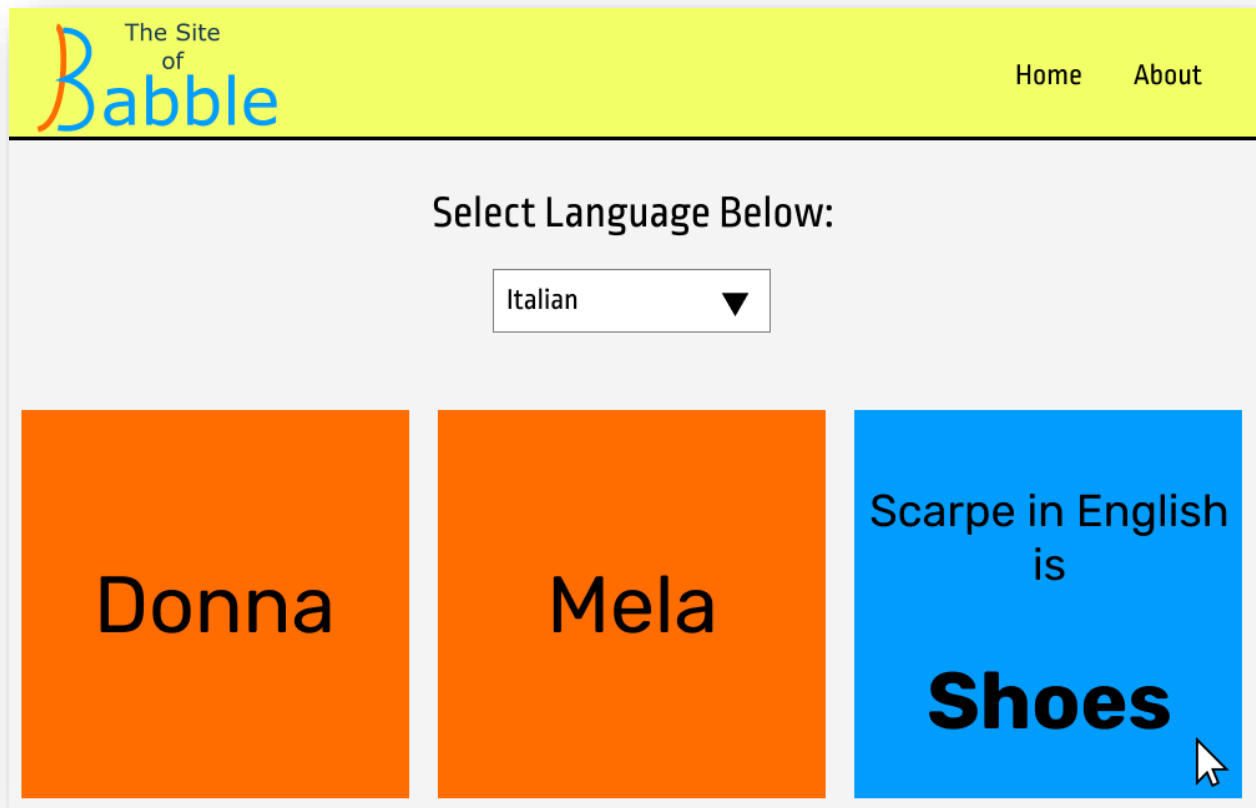 The Site
of
Babble
Home About
Select Language Below:
Italian
Donna
Mela
Scarpe in English
is
Shoes